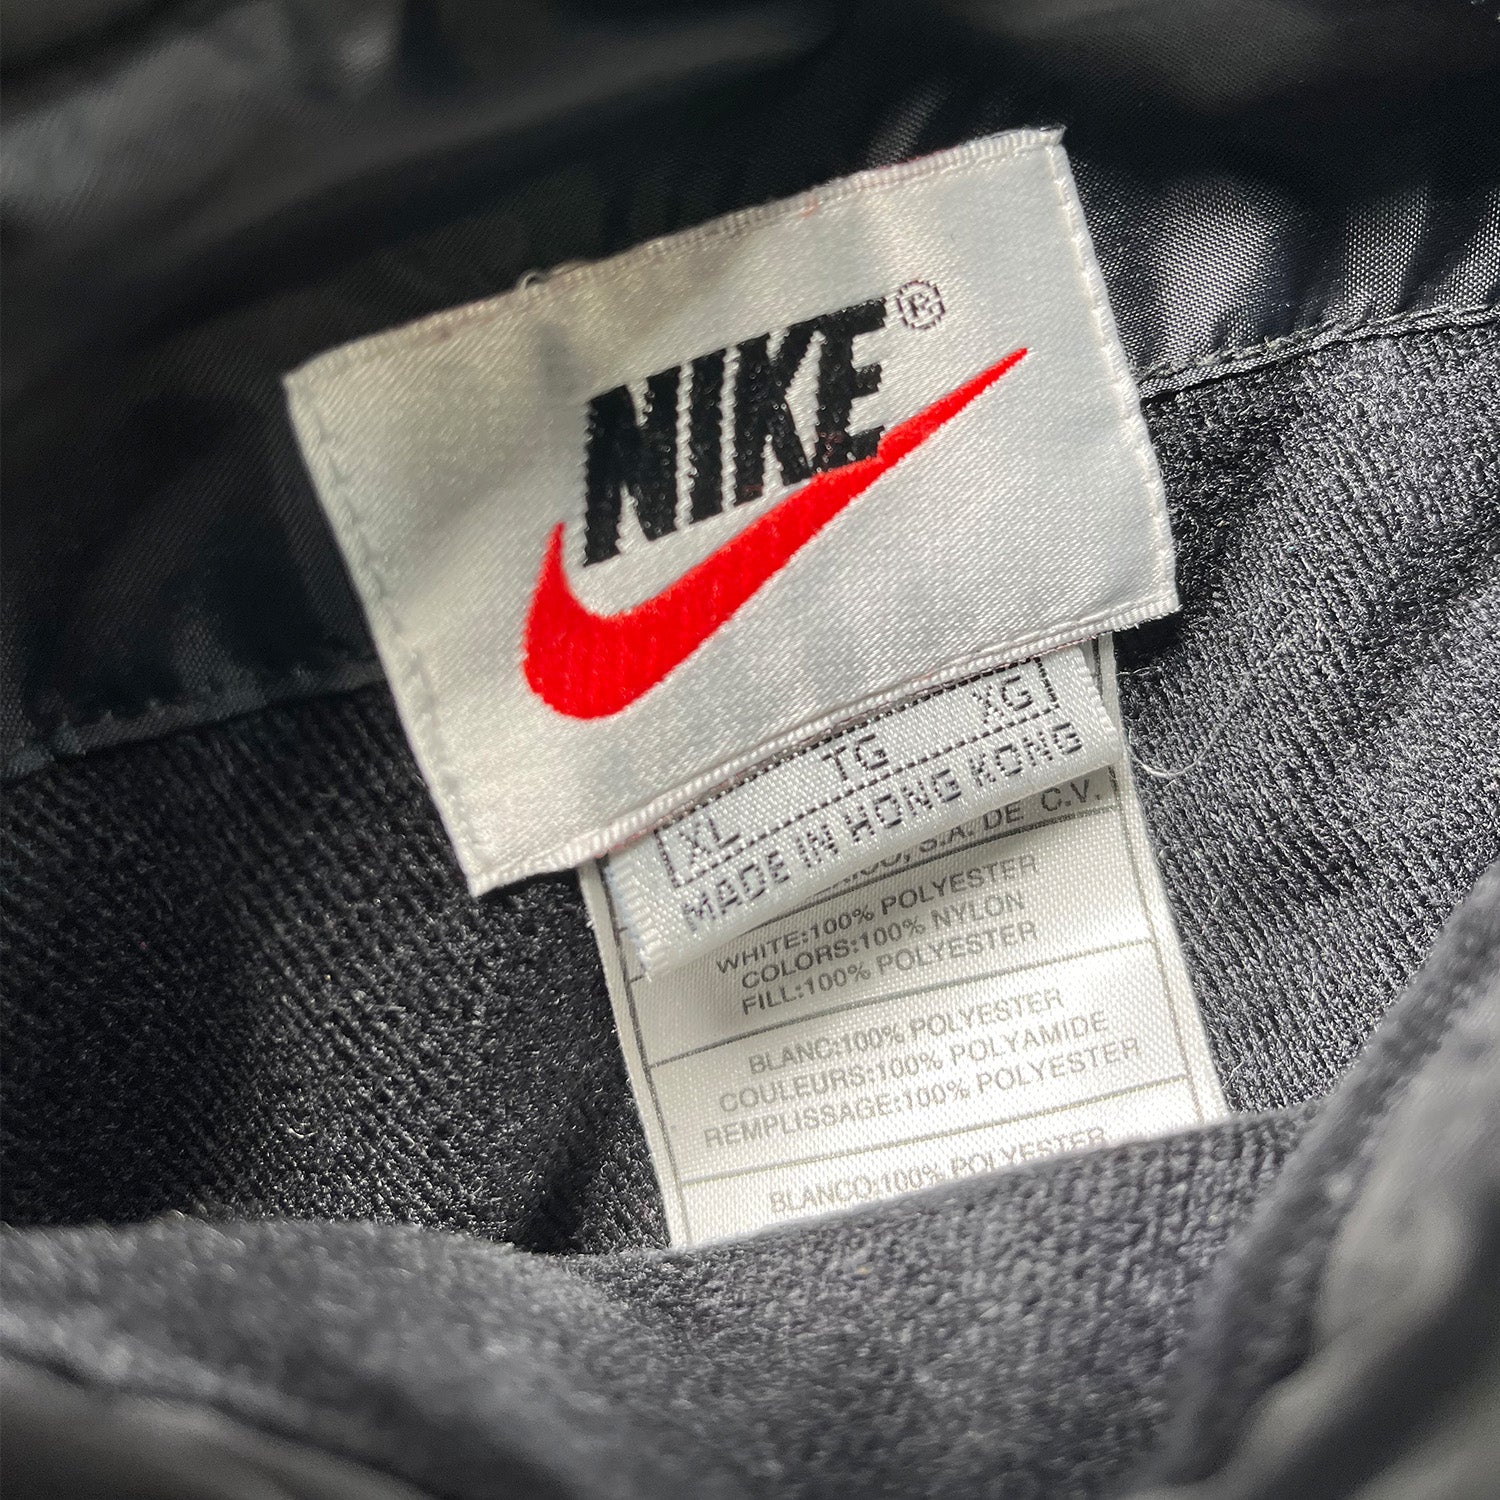 NIKE®
XL TG XG
MADE IN HONG KONG
S.A. DE C.V.
WHITE:100% POLYESTER
COLORS:100% NYLON
FILL:100% POLYESTER
BLANC:100% POLYESTER
COULEURS:100% POLYAMIDE
REMPLISSAGE:100% POLYESTER
BLANCO:100% POLYESTER